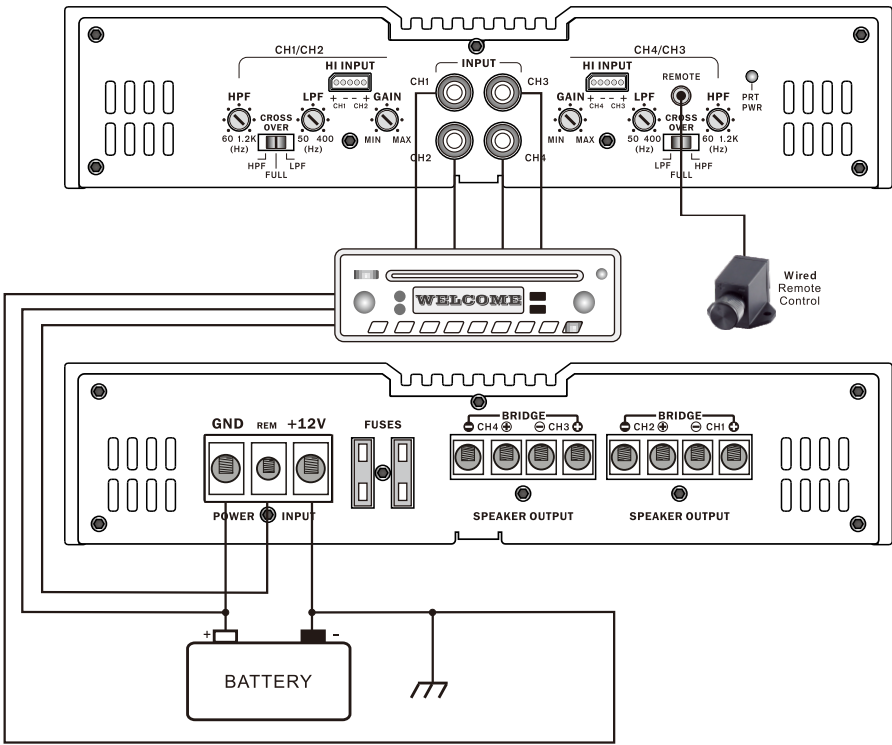 CH1/CH2
CH4/CH3
HI INPUT
INPUT
HI INPUT
REMOTE
CH1
CH3
+ - - +
CH1 CH2
+ - - +
CH4 CH3
HPF
LPF
GAIN
GAIN
LPF
HPF
PRT
PWR
CROSS
OVER
CROSS
OVER
60 1.2K
(Hz)
50 400
(Hz)
MIN MAX
MIN MAX
50 400
(Hz)
60 1.2K
(Hz)
HPF
LPF
FULL
CH2
CH4
LPF
HPF
FULL
Wired
Remote
Control
WELCOME
GND REM +12V
FUSES
BRIDGE
CH4 + - CH3 +
BRIDGE
CH2 + - CH1 +
POWER INPUT
SPEAKER OUTPUT
SPEAKER OUTPUT
+ -
BATTERY